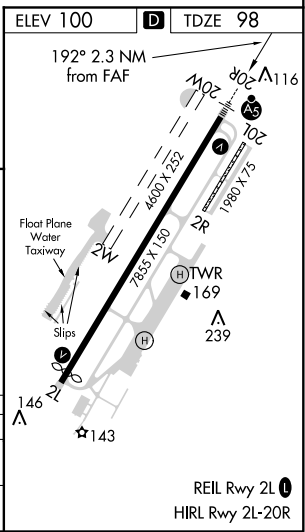 ELEV 100
D
TDZE 98
192° 2.3 NM
from FAF
20R
116
20W
A5
20L
V
4600 X 252
1980 X 75
2R
Float Plane
Water
Taxiway
2W
7855 X 150
H
TWR
169
Slips
239
H
V
2L
146
143
REIL Rwy 2L L
HIRL Rwy 2L-20R